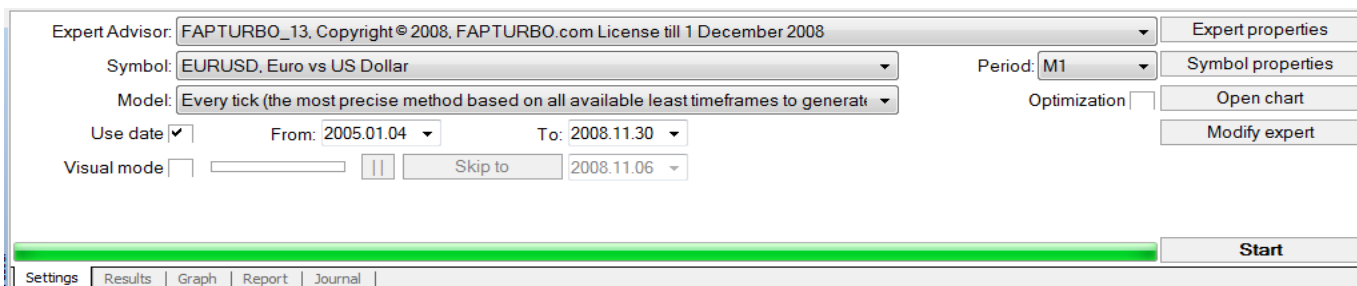 Expert Advisor: FAPTURBO_13, Copyright © 2008, FAPTURBO.com License till 1 December 2008 Expert properties
Symbol: EURUSD, Euro vs US Dollar Period: M1 Symbol properties
Model: Every tick (the most precise method based on all available least timeframes to generate Optimization Open chart
Use date From: 2005.01.04 To: 2008.11.30 Modify expert
Visual mode || Skip to 2008.11.06
Start
Settings | Results | Graph | Report | Journal |